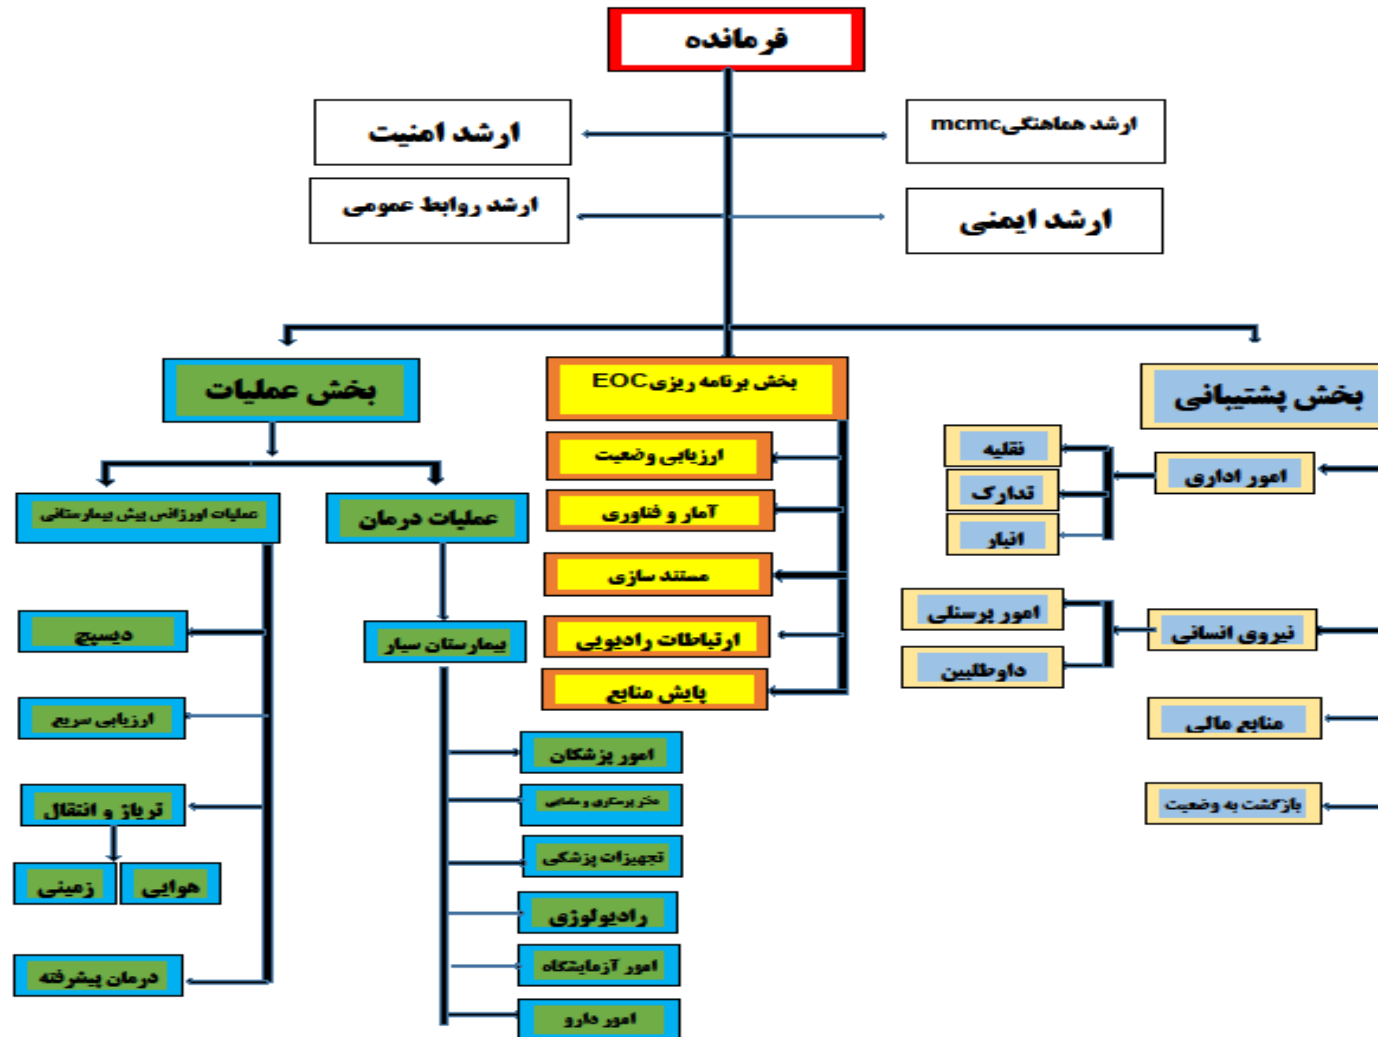 فرمانده
ارشد هماهنگیmcmc
ارشد امنیت
ارشد ایمنی
ارشد روابط عمومی
بخش پشتیبانی
امور اداری
نقلیه
تدارک
انبار
نیروی انسانی
امور پرسنلی
داوطلبین
منابع مالی
بازگشت به وضعیت
بخش برنامه ریزیEOC
ارزیابی وضعیت
آمار و فناوری
مستند سازی
ارتباطات رادیویی
پایش منابع
بخش عملیات
عملیات درمان
بیمارستان سیار
امور پزشکان
دفتر پرستاری و مامایی
تجهیزات پزشکی
رادیولوژی
امور آزمایشگاه
امور دارو
عملیات اورژانس پیش بیمارستانی
دیسپچ
ارزیابی سریع
تریاژ و انتقال
هوایی
زمینی
درمان پیشرفته